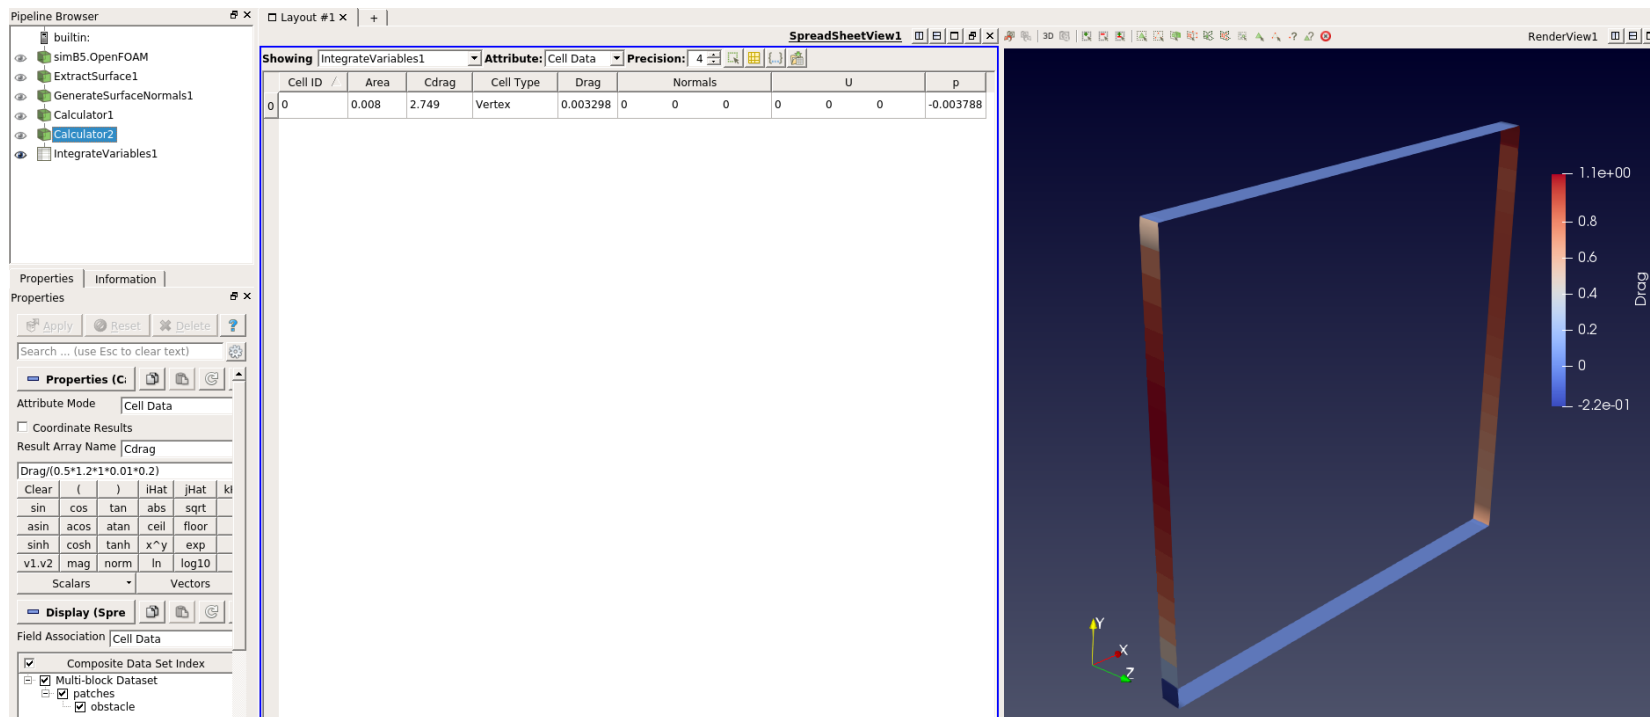 Pipeline Browser
builtin:
simB5.OpenFOAM
ExtractSurface1
GenerateSurfaceNormals1
Calculator1
Calculator2
IntegrateVariables1
Properties Information
Properties
Apply Reset Delete ?
Search ... (use Esc to clear text)
Properties (Ca
Attribute Mode Cell Data
Coordinate Results
Result Array Name Cdrag
Drag/(0.5*1.2*1*0.01*0.2)
Clear ( ) iHat jHat
sin cos tan abs sqrt
asin acos atan ceil floor
sinh cosh tanh x^y exp
v1.v2 mag norm ln log10
Scalars Vectors
Display (Spre
Field Association Cell Data
Composite Data Set Index
Multi-block Dataset
patches
obstacle
Layout #1 × +
SpreadSheetView1
Showing IntegrateVariables1 Attribute: Cell Data Precision: 4 {...}
Cell ID Area Cdrag Cell Type Drag Normals U p
0 0 0.008 2.749 Vertex 0.003298 0 0 0 0 0 0 -0.003788
3D RenderView1
1.1e+00
0.8
0.6
0.4
0.2
0
-2.2e-01
Drag
Y
X
Z